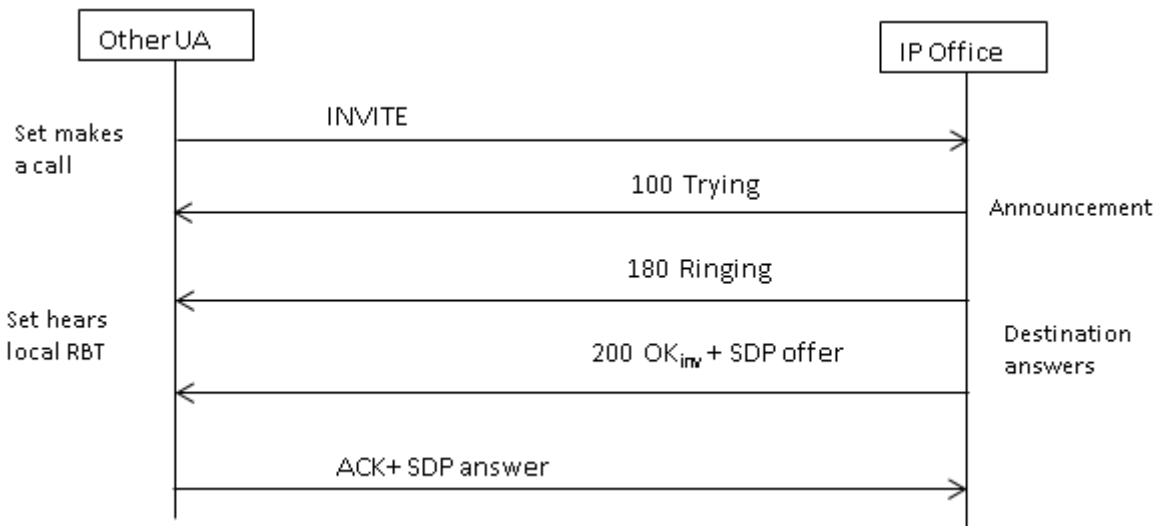 Other UA
IP Office
INVITE
Set makes
a call
100 Trying
Announcement
180 Ringing
Set hears
local RBT
200 OKinv + SDP offer
Destination
answers
ACK+ SDP answer